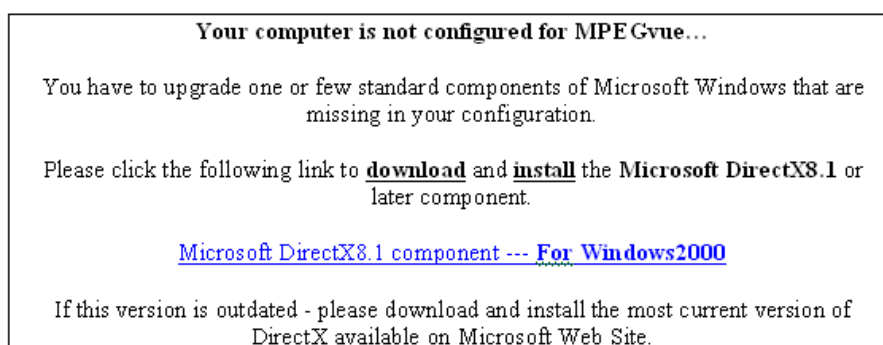 Your computer is not configured for MPEGvue…
You have to upgrade one or few standard components of Microsoft Windows that are
missing in your configuration.
Please click the following link to download and install the Microsoft DirectX8.1 or
later component.
Microsoft DirectX8.1 component --- For Windows2000
If this version is outdated - please download and install the most current version of
DirectX available on Microsoft Web Site.